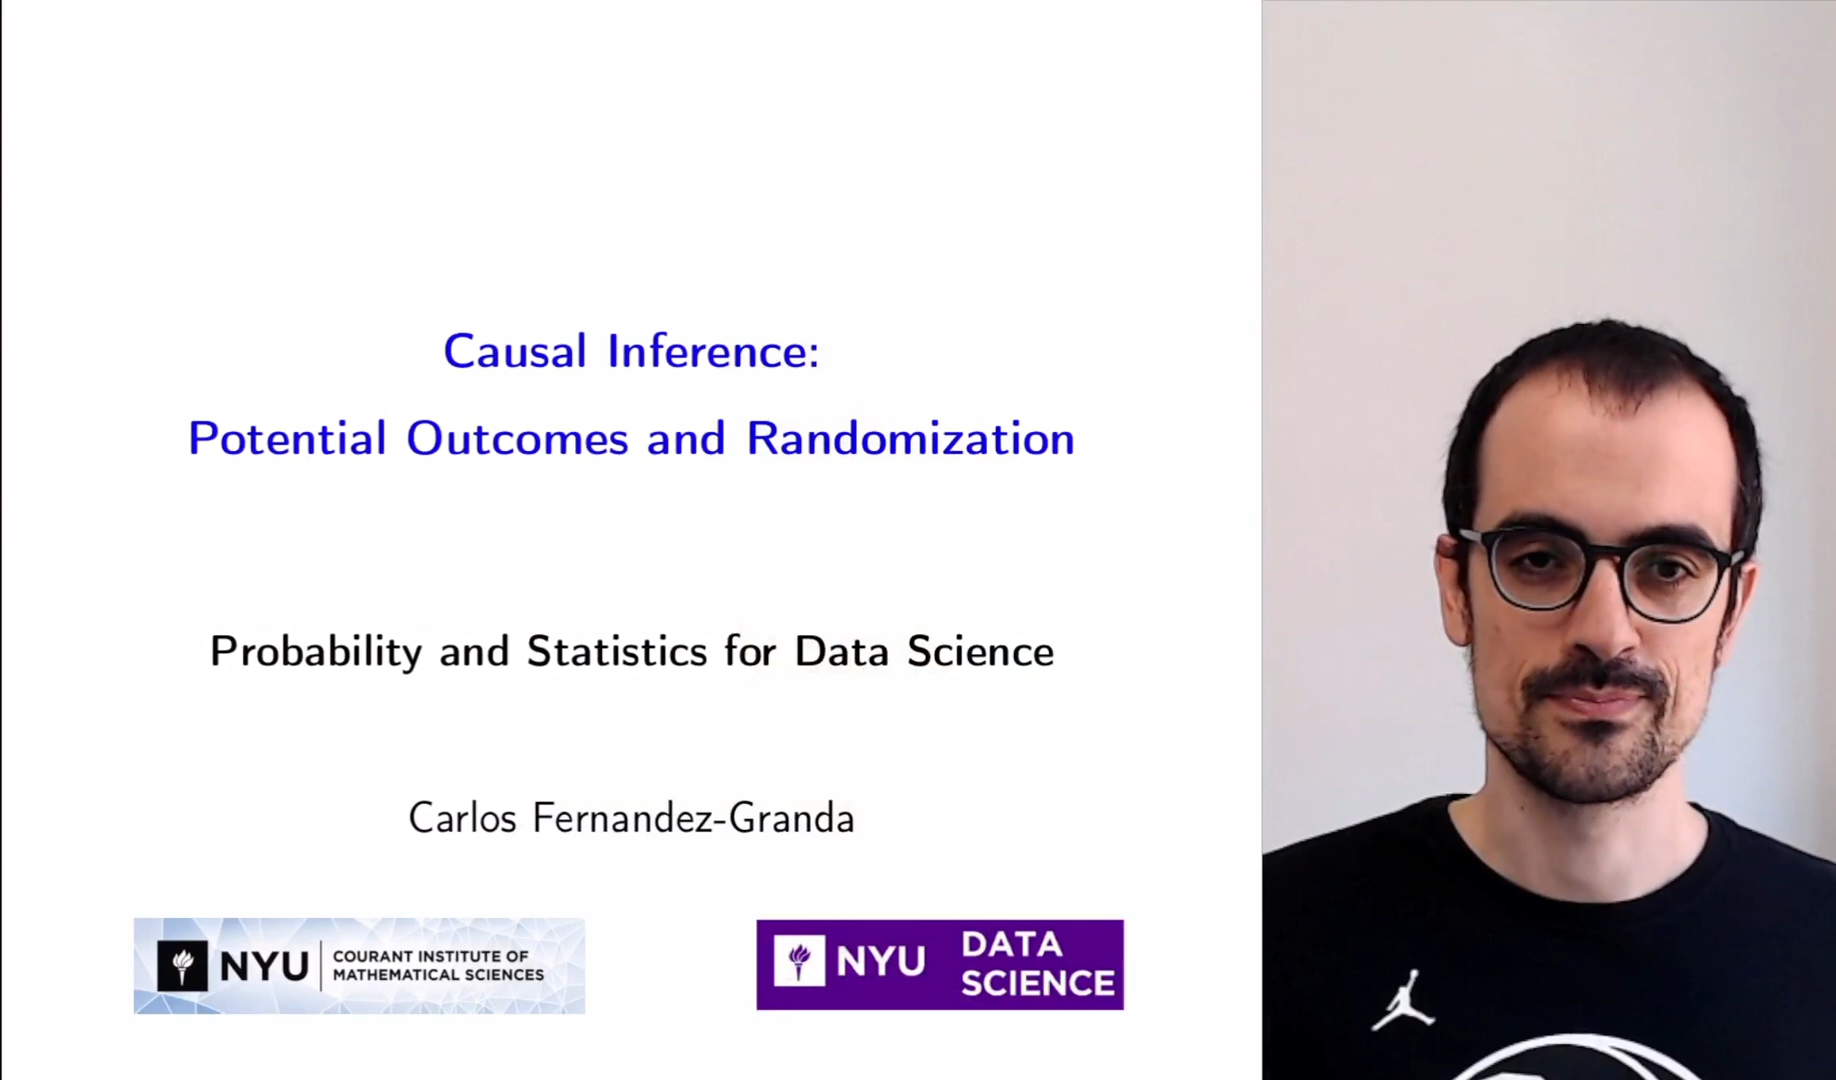 Causal Inference:
Potential Outcomes and Randomization
Probability and Statistics for Data Science
Carlos Fernandez-Granda
NYU COURANT INSTITUTE OF
MATHEMATICAL SCIENCES
NYU DATA
SCIENCE